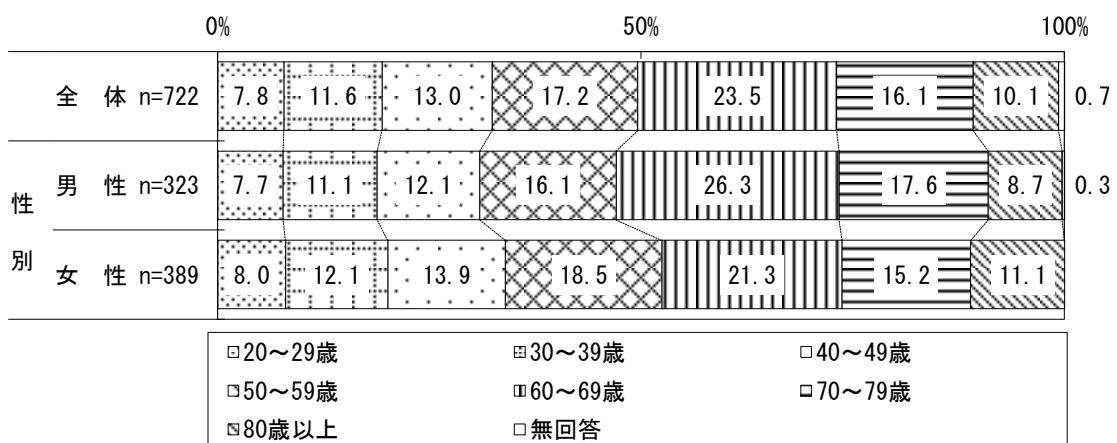 0% 50% 100%
全 体 n=722 7.8 11.6 13.0 17.2 23.5 16.1 10.1 0.7
性別
男 性 n=323 7.7 11.1 12.1 16.1 26.3 17.6 8.7 0.3
女 性 n=389 8.0 12.1 13.9 18.5 21.3 15.2 11.1
20～29歳 30～39歳 40～49歳
50～59歳 60～69歳 70～79歳
80歳以上 無回答